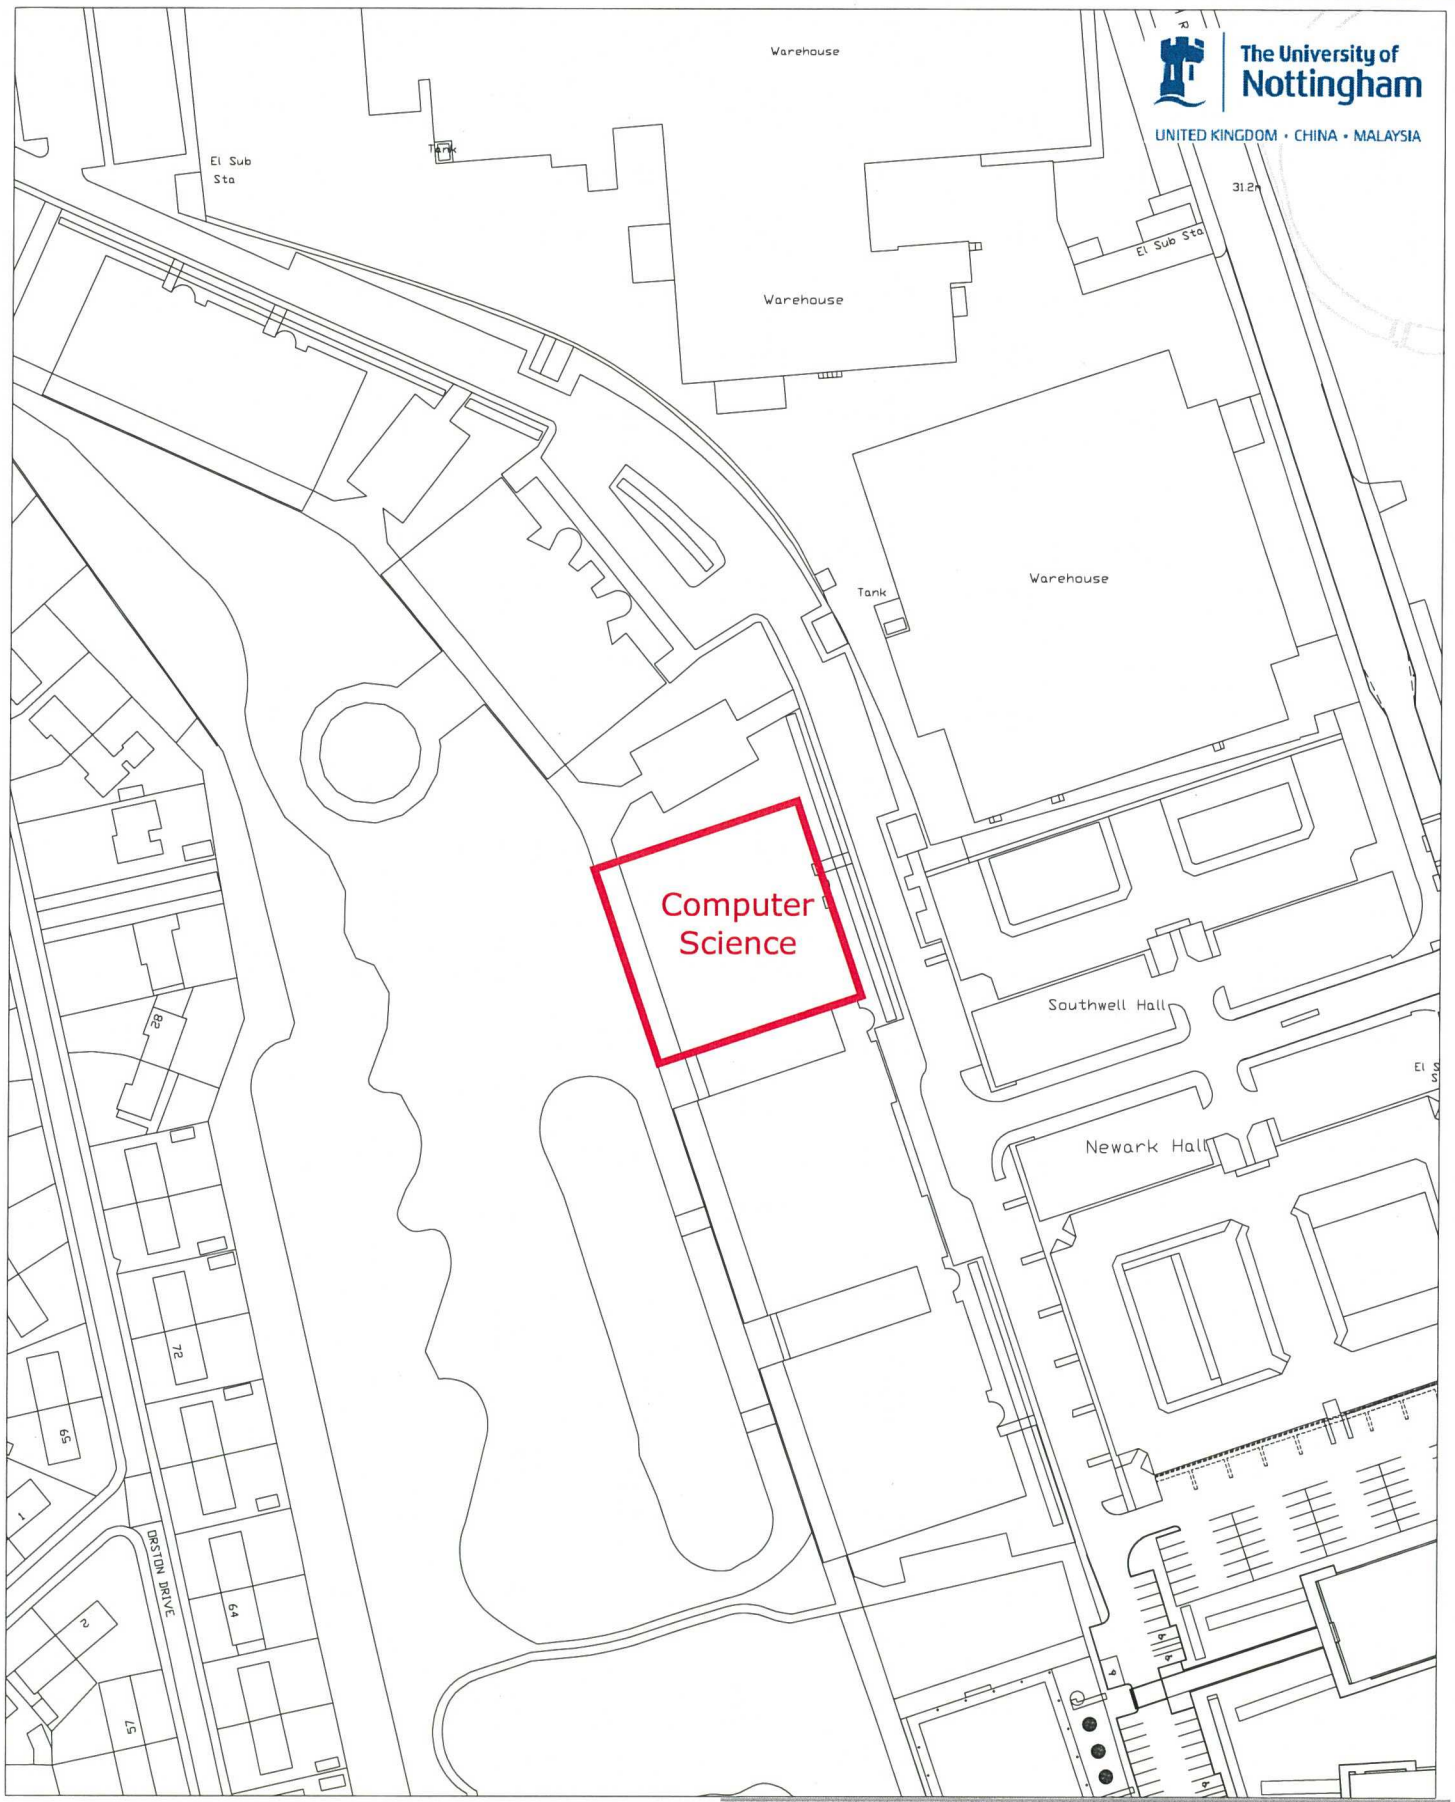 Warehouse
The University of
Nottingham
UNITED KINGDOM • CHINA • MALAYSIA
Tank
El Sub
Sta
31.2m
El Sub Sta
Warehouse
Warehouse
Tank
Computer
Science
Southwell Hall
28
Newark Hall
72
59
1
ORSTON DRIVE
64
2
57